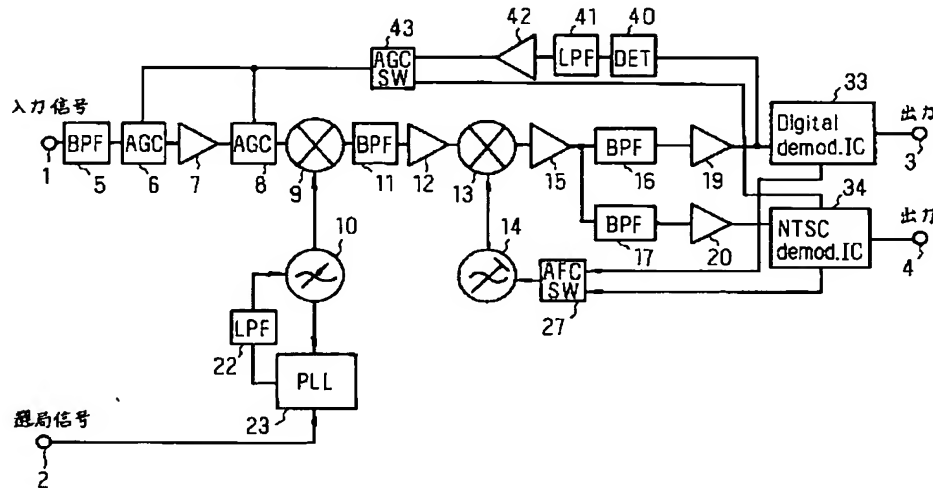 43
42
41
40
AGC
SW
LPF
DET
33
入力信号
Digital
demod.IC
出力
BPF
AGC
AGC
BPF
BPF
1
5
6
7
8
9
11
12
13
15
16
19
3
34
出力
10
14
BPF
NTSC
demod.IC
17
20
4
AFC
SW
27
LPF
22
PLL
23
選局信号
2